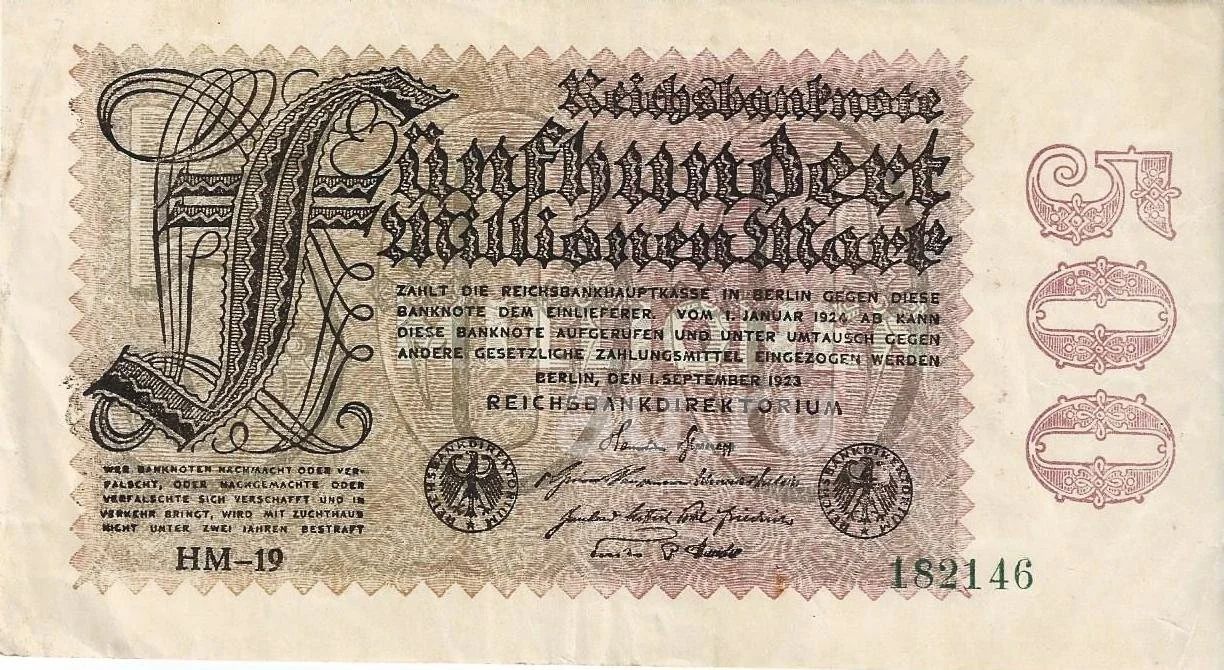 Reichsbanknote
Fünfhundert
Millionen Mark
ZAHLT DIE REICHSBANKHAUPTKASSE IN BERLIN GEGEN DIESE
BANKNOTE DEM EINLIEFERER. VOM 1. JANUAR 1924 AB KANN
DIESE BANKNOTE AUFGERUFEN UND UNTER UMTAUSCH GEGEN
ANDERE GESETZLICHE ZAHLUNGSMITTEL EINGEZOGEN WERDEN
BERLIN, DEN 1. SEPTEMBER 1923
REICHSBANKDIREKTORIUM
REICHSBANKDIREKTORIUM
REICHSBANKDIREKTORIUM
WER BANKNOTEN NACHMACHT ODER VER-
FÄLSCHT, ODER NACHGEMACHTE ODER
VERFÄLSCHTE SICH VERSCHAFFT UND IN
VERKEHR BRINGT, WIRD MIT ZUCHTHAUS
NICHT UNTER ZWEI JAHREN BESTRAFT
HM-19
182146
500